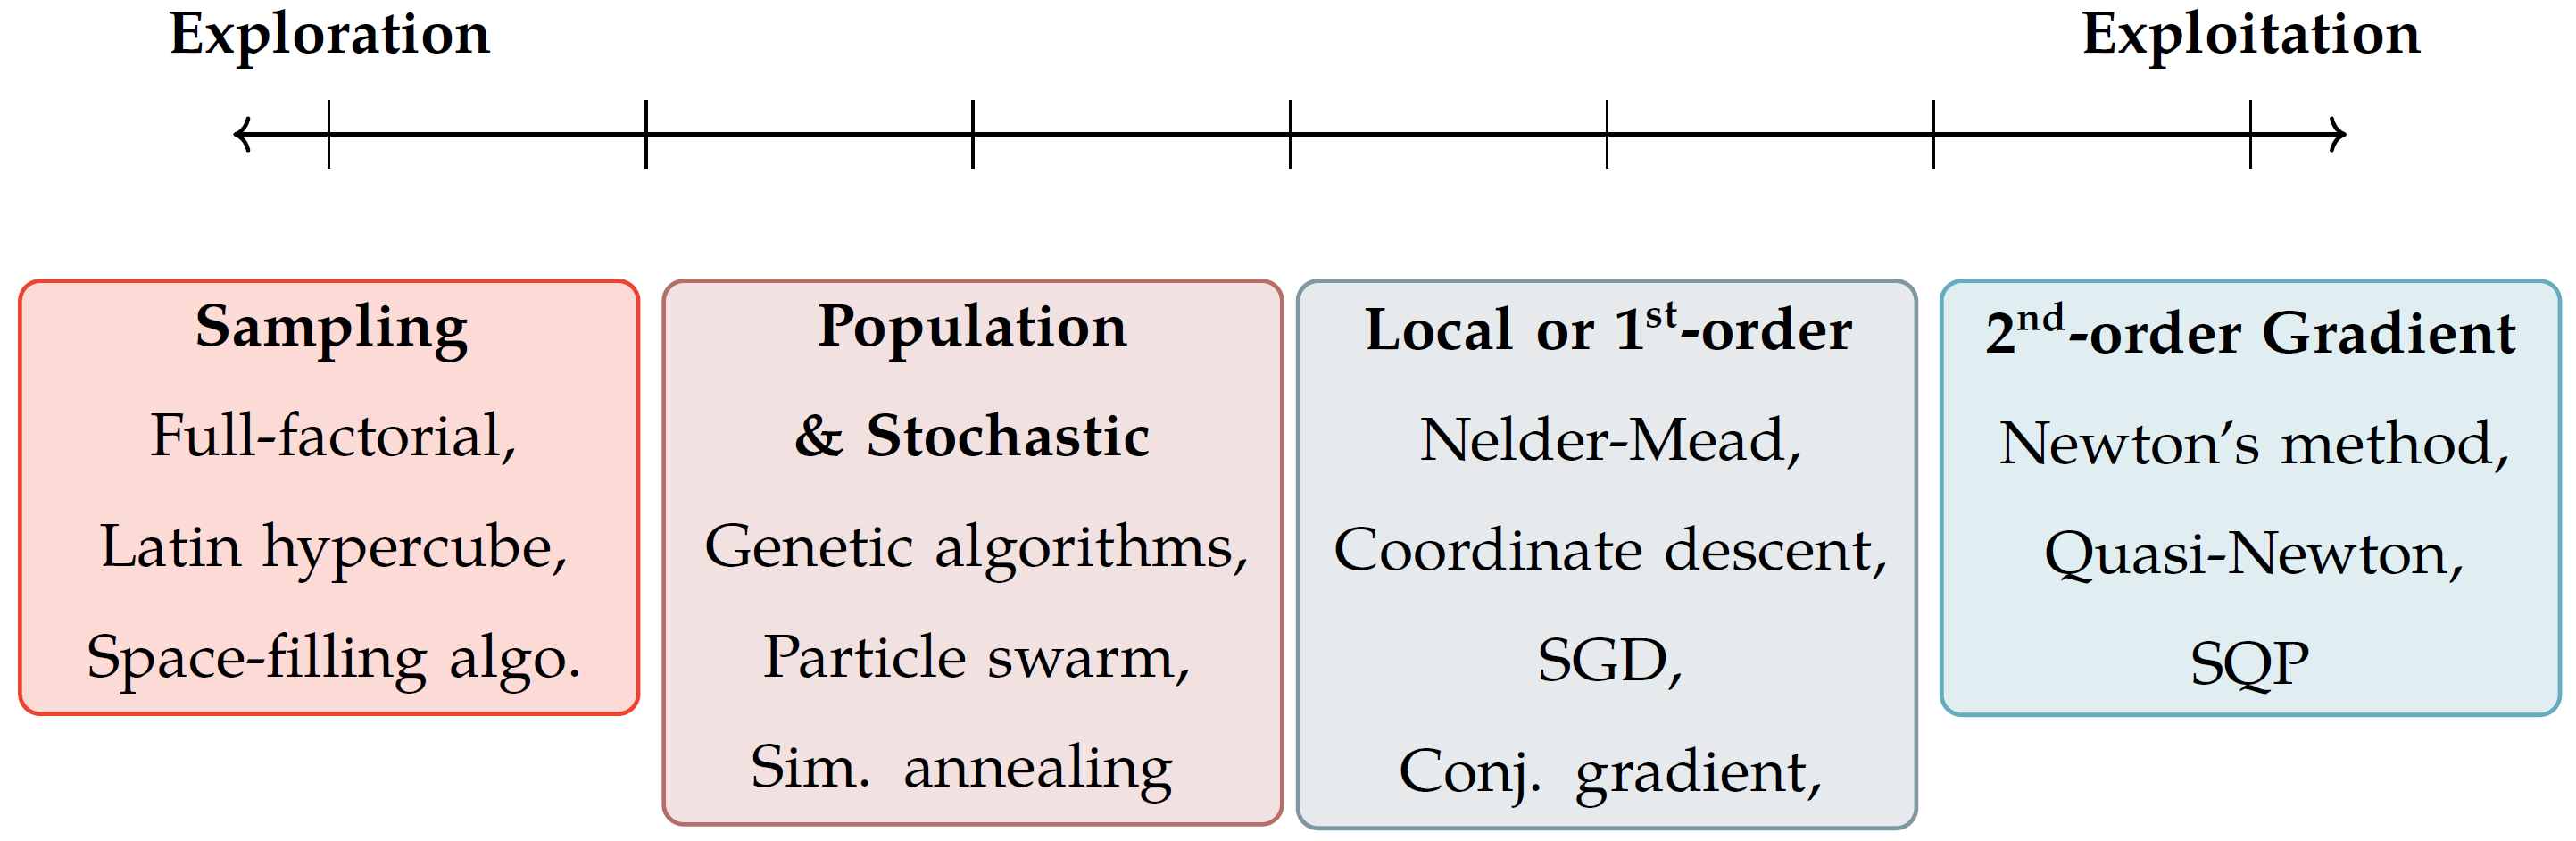 Exploration
Exploitation
Sampling
Full-factorial,
Latin hypercube,
Space-filling algo.
Population
& Stochastic
Genetic algorithms,
Particle swarm,
Sim. annealing
Local or 1st-order
Nelder-Mead,
Coordinate descent,
SGD,
Conj. gradient,
2nd-order Gradient
Newton’s method,
Quasi-Newton,
SQP